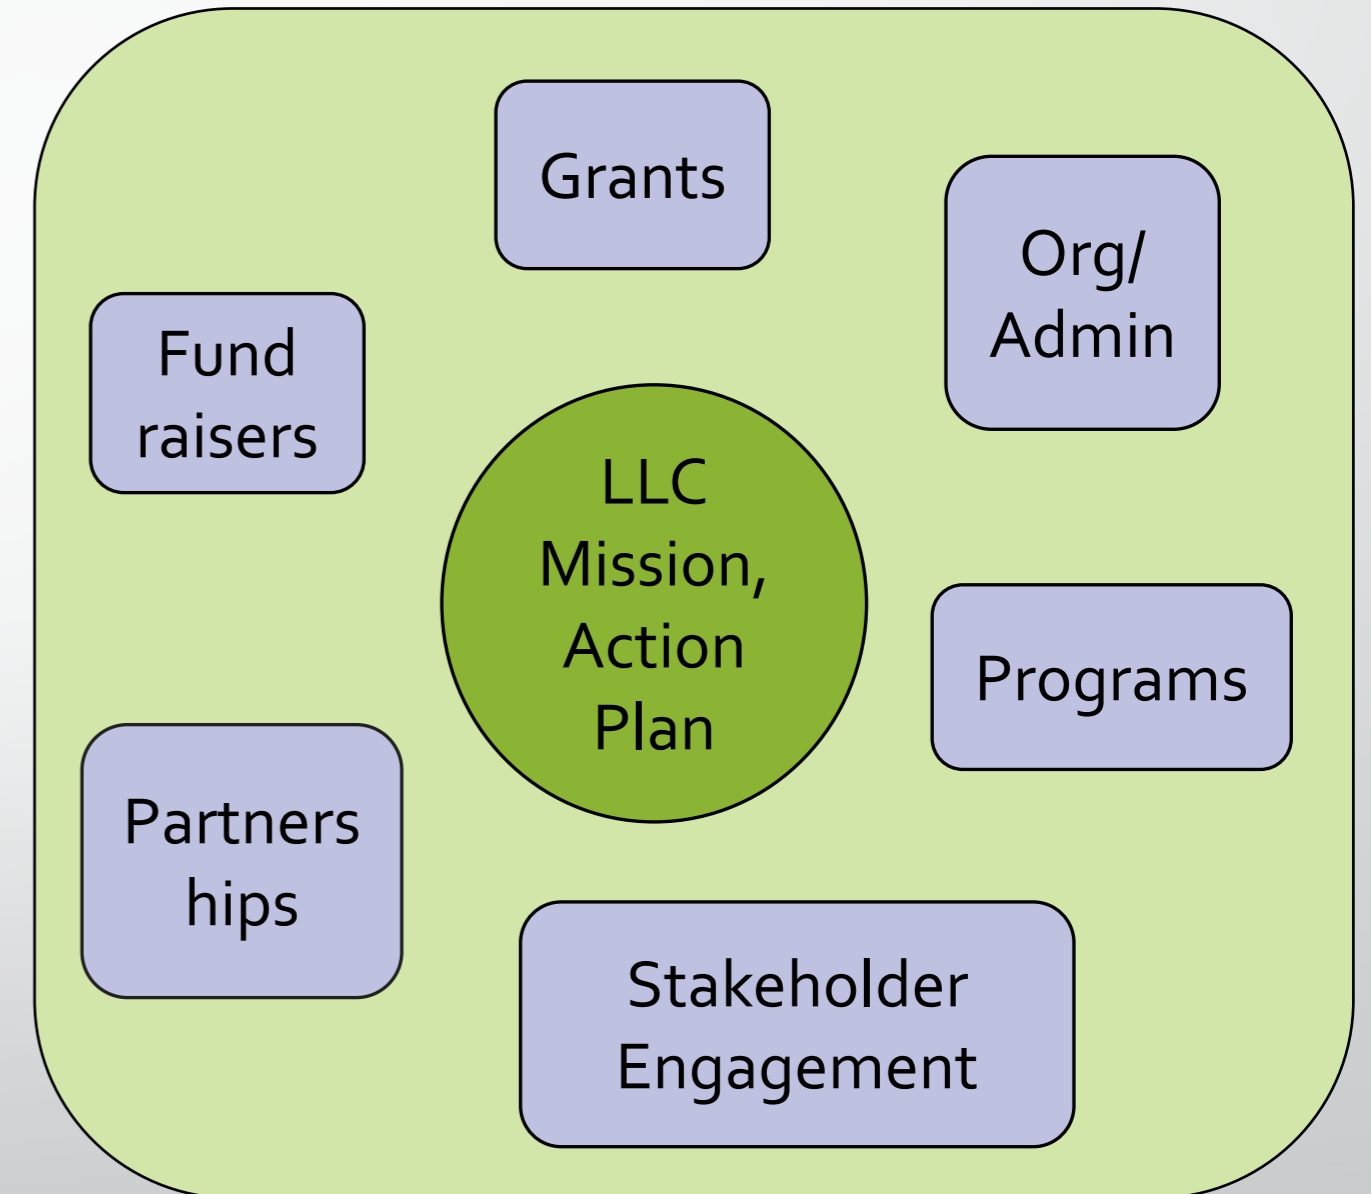 Grants
Org/
Admin
Fund
raisers
LLC
Mission,
Action
Plan
Programs
Partners
hips
Stakeholder
Engagement